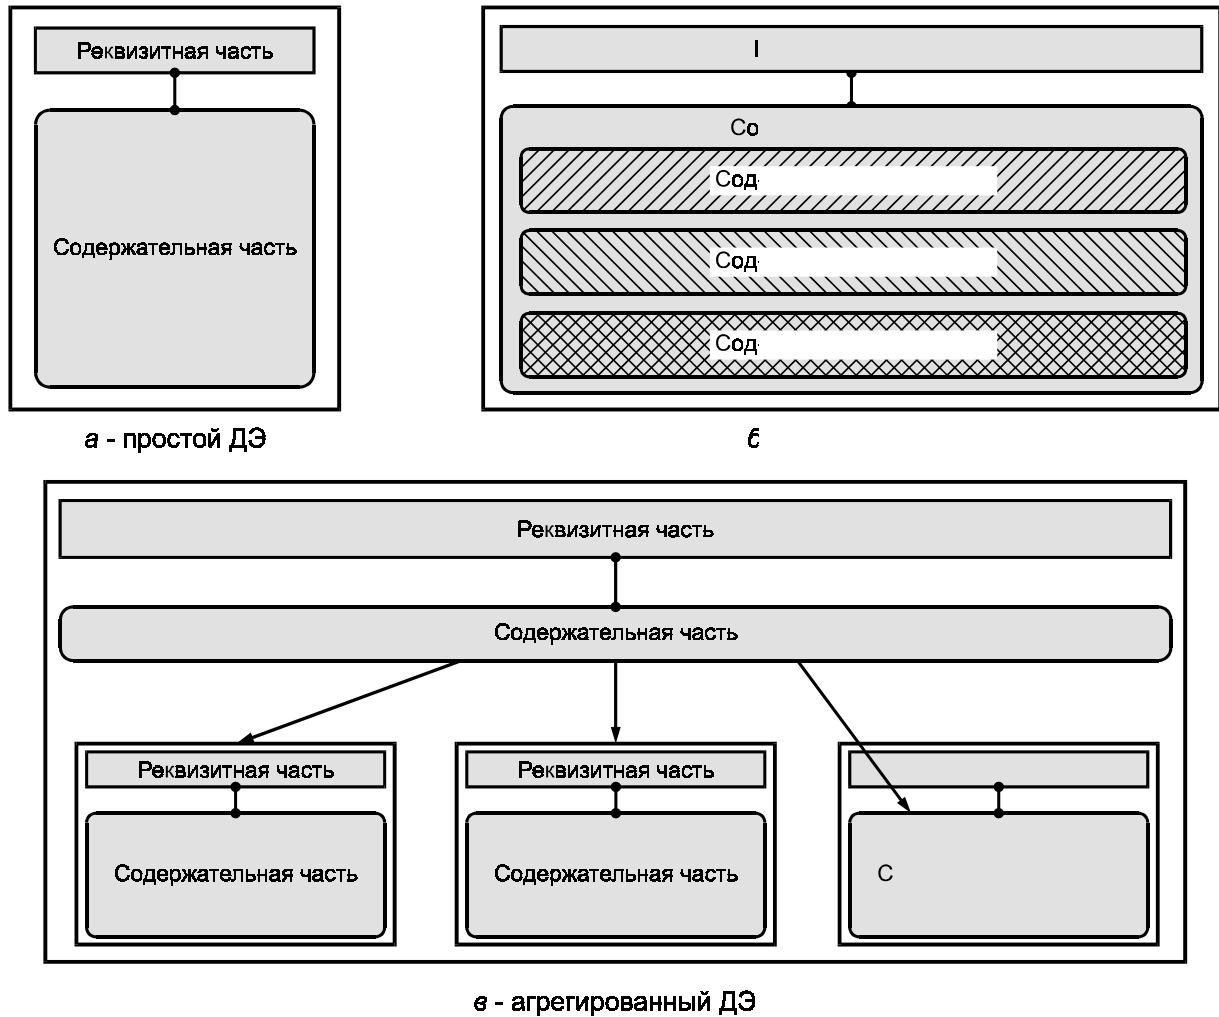 Реквизитная часть
Содержательная часть
а - простой ДЭ
Со
Сод
Сод
Сод
б
Реквизитная часть
Содержательная часть
Реквизитная часть
Реквизитная часть
Содержательная часть
Содержательная часть
С
в - агретированный ДЭ